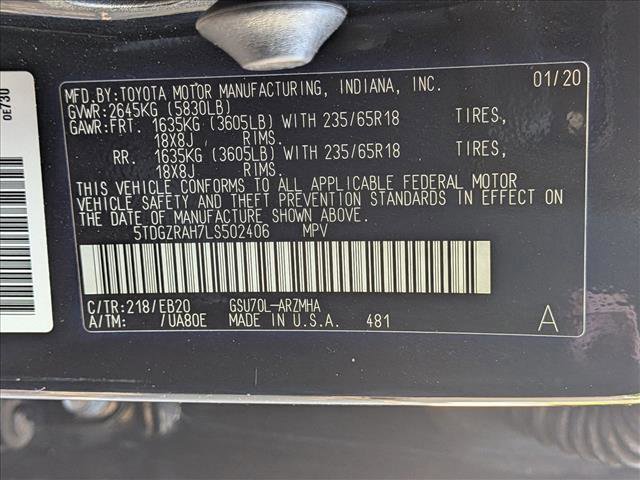 MFD.BY:TOYOTA MOTOR MANUFACTURING, INDIANA, INC. 01/20
GVWR:2645KG (5830LB)
GAWR:FRT. 1635KG (3605LB) WITH 235/65R18 TIRES,
18X8J RIMS.
RR. 1635KG (3605LB) WITH 235/65R18 TIRES,
18X8J RIMS.
THIS VEHICLE CONFORMS TO ALL APPLICABLE FEDERAL MOTOR
VEHICLE SAFETY AND THEFT PREVENTION STANDARDS IN EFFECT ON
THE DATE OF MANUFACTURE SHOWN ABOVE.
5TDGZRAH7LS502406 MPV
C/TR:218/EB20 GSU70L-ARZMHA
A/TM: /UA80E MADE IN U.S.A. 481 A
OE730